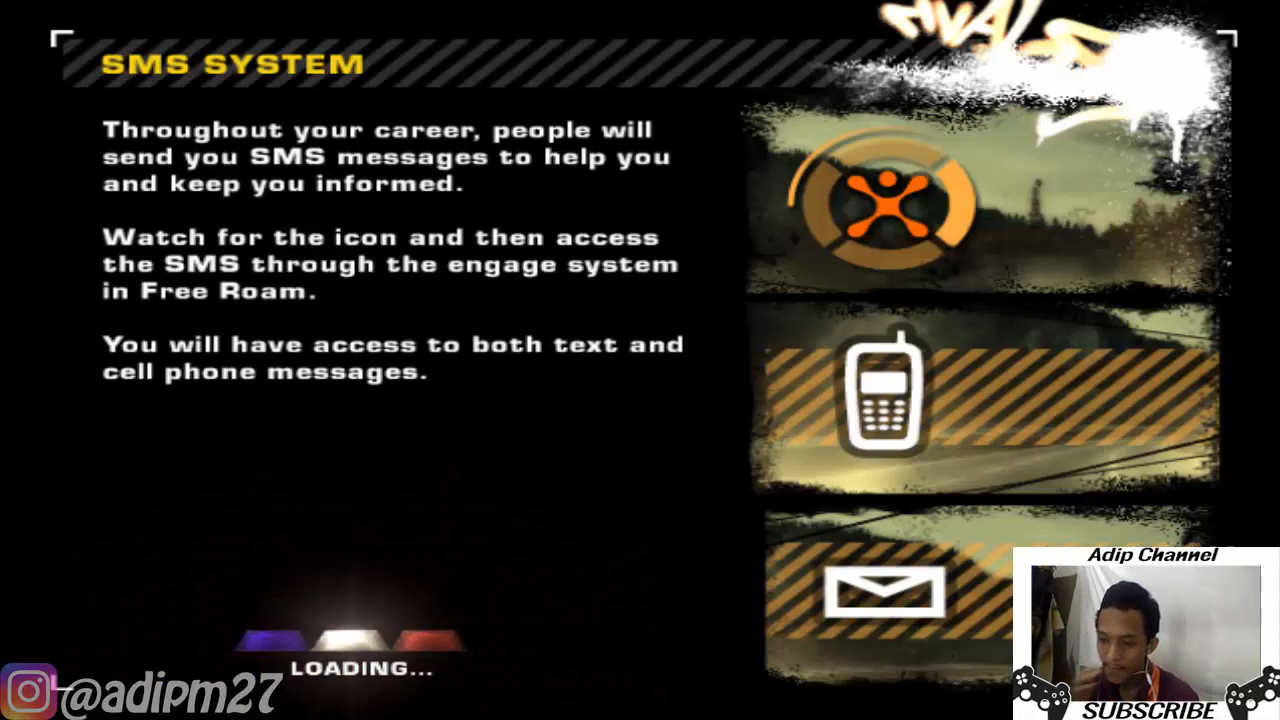 SMS SYSTEM
Throughout your career, people will
send you SMS messages to help you
and keep you informed.
Watch for the icon and then access
the SMS through the engage system
in Free Roam.
You will have access to both text and
cell phone messages.
LOADING...
@adipm27
Adip Channel
SUBSCRIBE